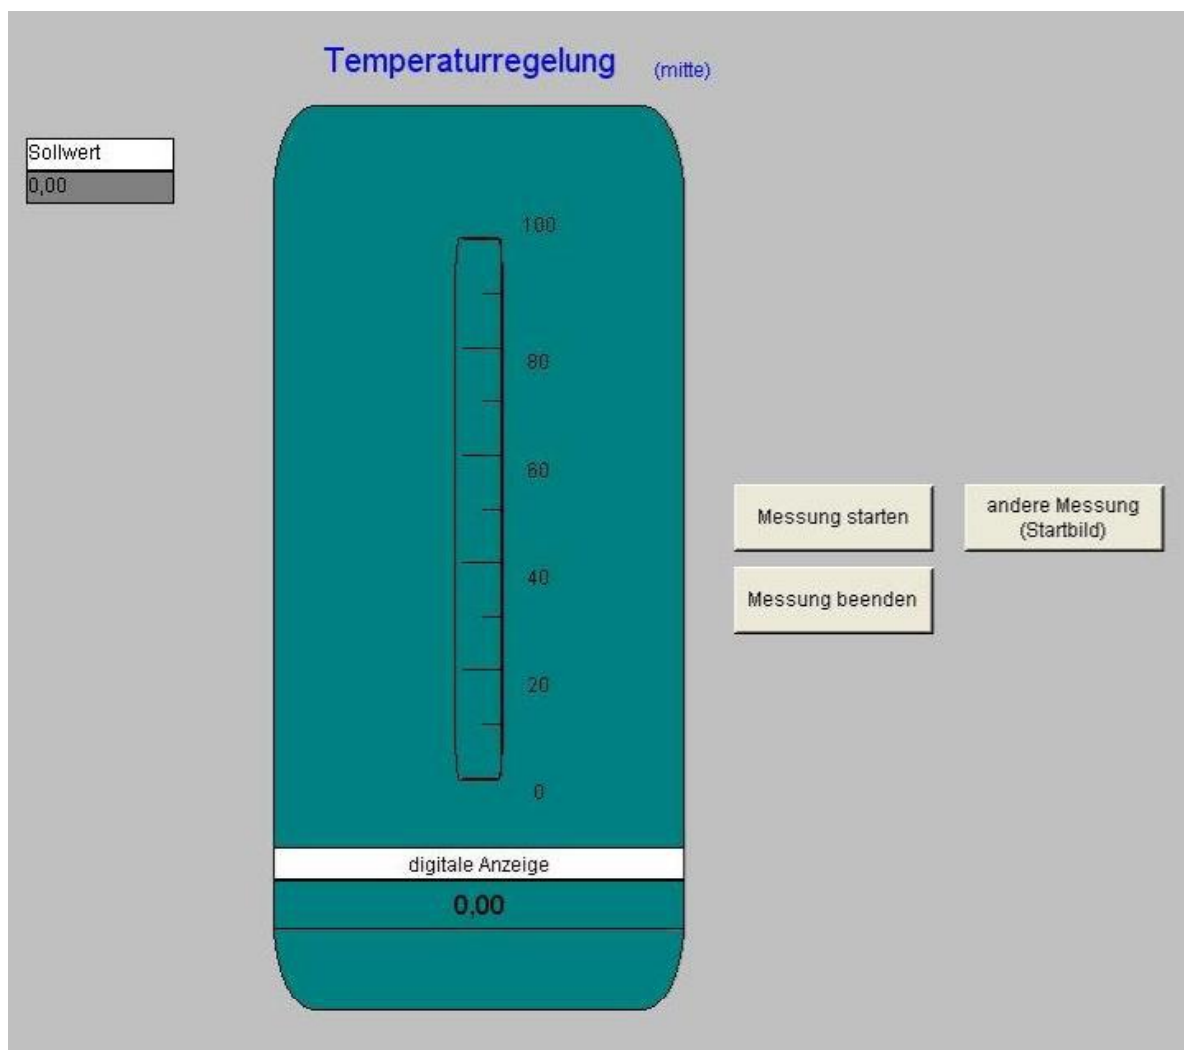 Temperaturregelung (mitte)
Sollwert
0,00
100
80
60
40
20
0
Messung starten
andere Messung
(Startbild)
Messung beenden
digitale Anzeige
0,00